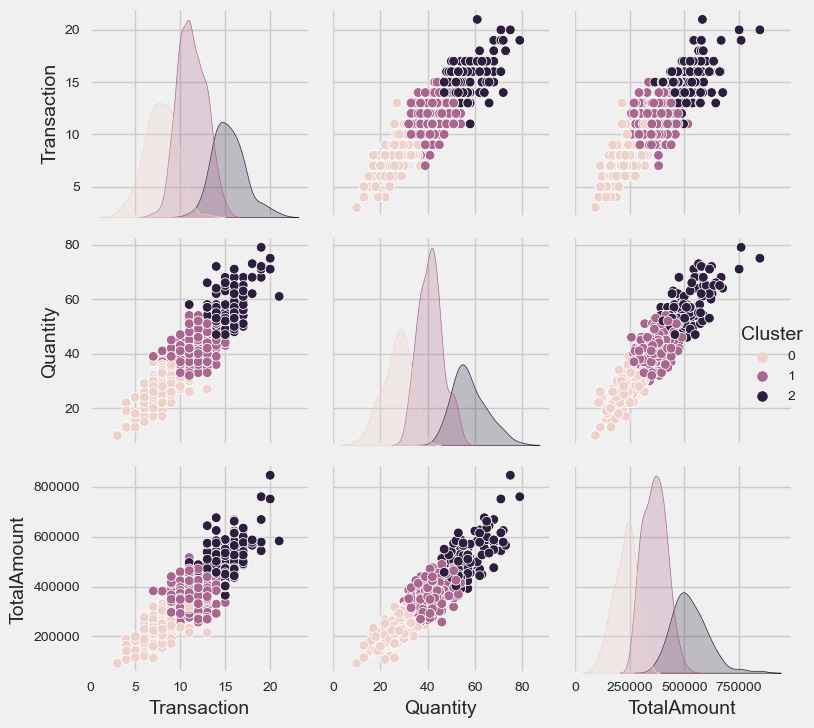 20
15
10
5
Transaction
80
60
40
20
Quantity
Cluster
0
1
2
800000
600000
400000
200000
TotalAmount
0 5 10 15 20
0 20 40 60 80
0 250000 500000 750000
Transaction
Quantity
TotalAmount